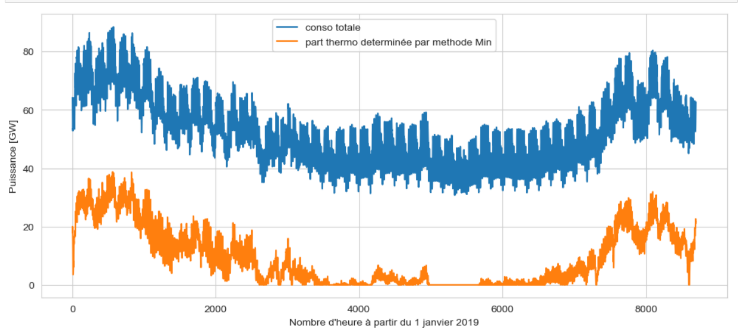 conso totale
part thermo determinée par methode Min
Puissance [GW]
80
60
40
20
0
0 2000 4000 6000 8000
Nombre d'heure à partir du 1 janvier 2019